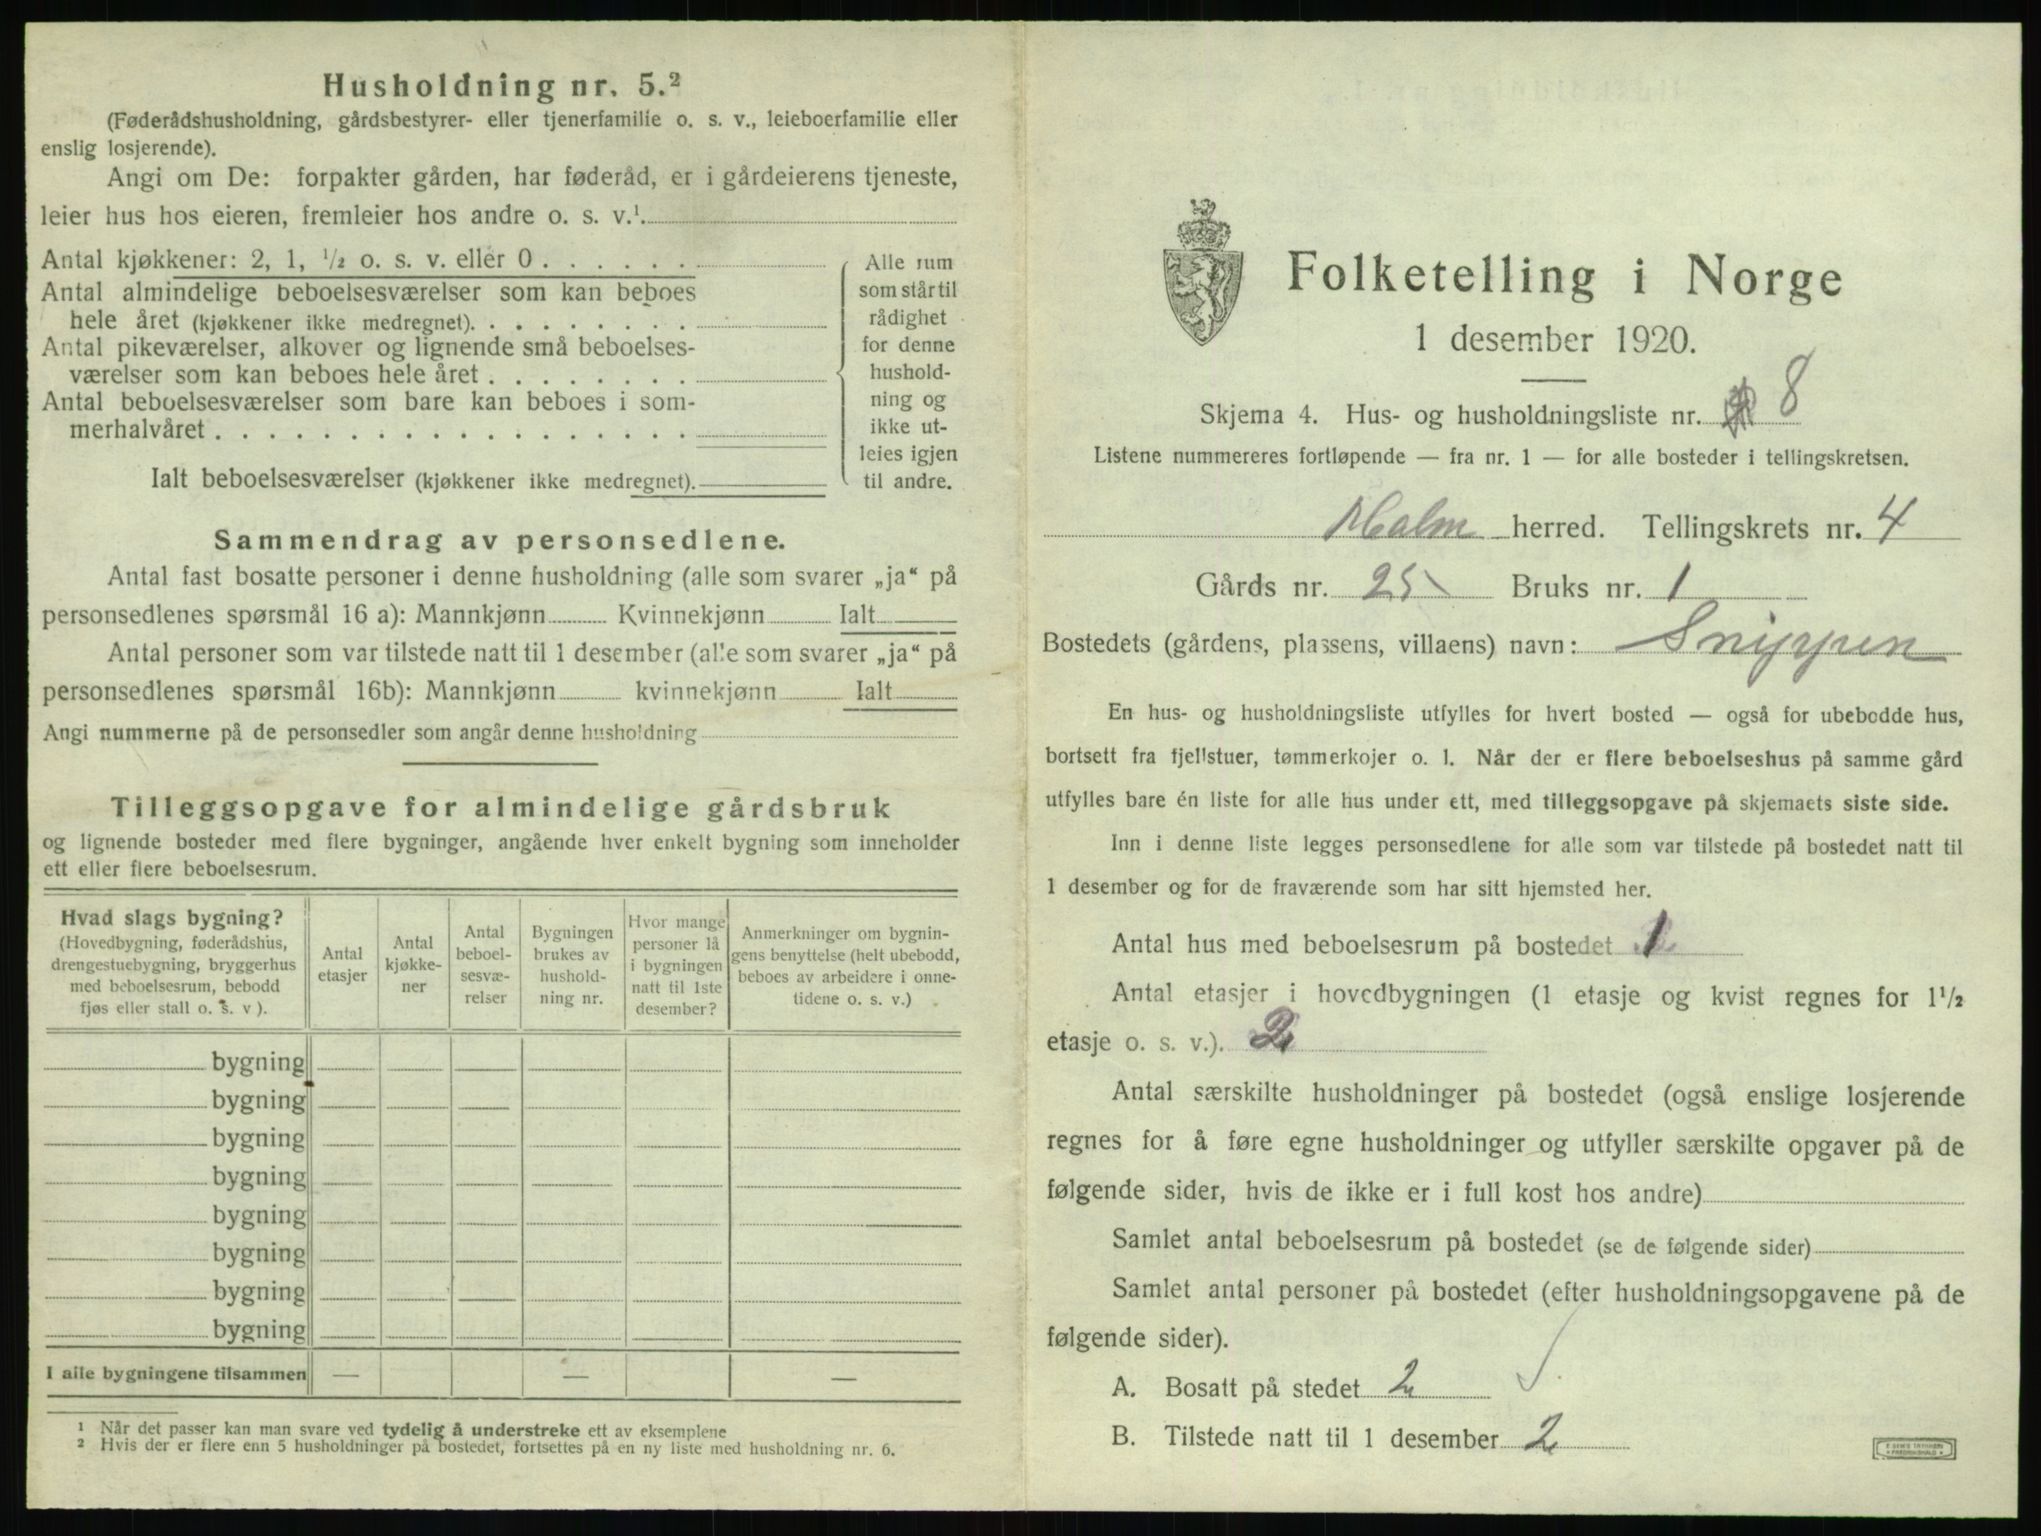 Husholdning nr. 5.²
(Føderådshusholdning, gårdsbestyrer- eller tjenerfamilie o. s. v., leieboerfamilie eller
enslig losjerende).
Angi om De: forpakter gården, har føderåd, er i gårdeierens tjeneste,
leier hus hos eieren, fremleier hos andre o. s. v.¹.
Antal kjøkkener: 2, 1, ½ o. s. v. eller 0 . . . . . .
Antal almindelige beboelsesværelser som kan beboes
hele året (kjøkkener ikke medregnet). . . . . . . . .
Antal pikeværelser, alkover og lignende små beboelses-
værelser som kan beboes hele året . . . . . . . .
Antal beboelsesværelser som bare kan beboes i som-
merhalvåret . . . . . . . . . . . . . . . . . .
Ialt beboelsesværelser (kjøkkener ikke medregnet).
Alle rum
som står til
rådighet
for denne
hushold-
ning og
ikke ut-
leies igjen
til andre.
Sammendrag av personsedlene.
Antal fast bosatte personer i denne husholdning (alle som svarer „ja“ på
personsedlenes spørsmål 16 a): Mannkjønn Kvinnekjønn Ialt
Antal personer som var tilstede natt til 1 desember (alle som svarer „ja“ på
personsedlenes spørsmål 16b): Mannkjønn kvinnekjønn Ialt
Angi nummerne på de personsedler som angår denne husholdning
Tilleggsopgave for almindelige gårdsbruk
og lignende bosteder med flere bygninger, angående hver enkelt bygning som inneholder
ett eller flere beboelsesrum.
Hvad slags bygning?
(Hovedbygning, føderådshus,
drengestuebygning, bryggerhus
med beboelsesrum, bebodd
fjøs eller stall o. s. v ).
Antal
etasjer
Antal
kjøkke-
ner
Antal
beboel-
sesvæ-
relser
Bygningen
brukes av
hushold-
ning nr.
Hvor mange
personer lå
i bygningen
natt til 1ste
desember?
Anmerkninger om bygnin-
gens benyttelse (helt ubebodd,
beboes av arbeidere i onne-
tidene o. s. v.)
bygning
bygning
bygning
bygning
bygning
bygning
bygning
bygning
I alle bygningene tilsammen — — —
¹ Når det passer kan man svare ved tydelig å understreke ett av eksemplene
² Hvis der er flere enn 5 husholdninger på bostedet, fortsettes på en ny liste med husholdning nr. 6.
Folketelling i Norge
1 desember 1920.
Skjema 4. Hus- og husholdningsliste nr. 8
Listene nummereres fortløpende — fra nr. 1 — for alle bosteder i tellingskretsen.
Malm herred. Tellingskrets nr. 4
Gårds nr. 25 Bruks nr. 1
Bostedets (gårdens, plassens, villaens) navn: Snippen
En hus- og husholdningsliste utfylles for hvert bosted — også for ubebodde hus,
bortsett fra fjellstuer, tømmerkojer o. l. Når der er flere beboelseshus på samme gård
utfylles bare én liste for alle hus under ett, med tilleggsopgave på skjemaets siste side.
Inn i denne liste legges personsedlene for alle som var tilstede på bostedet natt til
1 desember og for de fraværende som har sitt hjemsted her.
Antal hus med beboelsesrum på bostedet 1
Antal etasjer i hovedbygningen (1 etasje og kvist regnes for 1½
etasje o. s. v.). 2
Antal særskilte husholdninger på bostedet (også enslige losjerende
regnes for å føre egne husholdninger og utfyller særskilte opgaver på de
følgende sider, hvis de ikke er i full kost hos andre)
Samlet antal beboelsesrum på bostedet (se de følgende sider)
Samlet antal personer på bostedet (efter husholdningsopgavene på de
følgende sider).
A. Bosatt på stedet 2
B. Tilstede natt til 1 desember 2